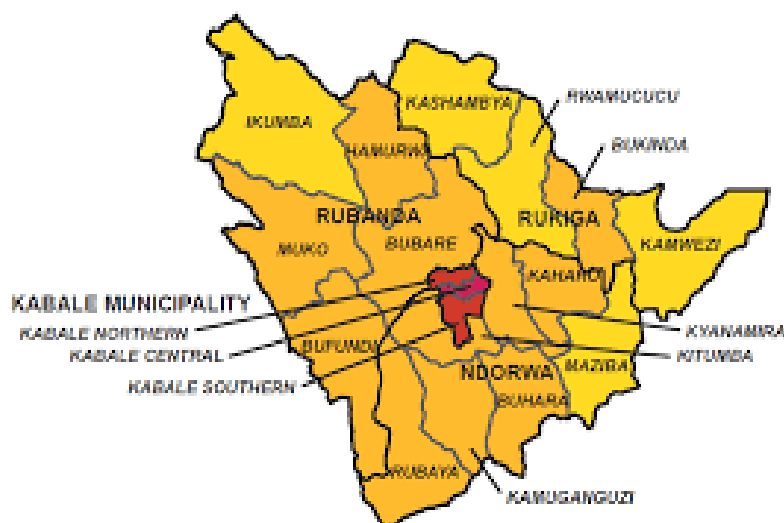 KASHAMBYA
RWAMUCUCU
IKUMBA
HAMURWA
BUKINDA
RUBANDA
RUKIGA
MUKO
BUBARE
KAMWEZI
KAHARO
KABALE MUNICIPALITY
KABALE NORTHERN
KYANAMIRA
BUFUNDI
KABALE CENTRAL
KITUMBA
KABALE SOUTHERN
NDORWA
MAZIBA
BUHARA
RUBAYA
KAMUGANGUZI